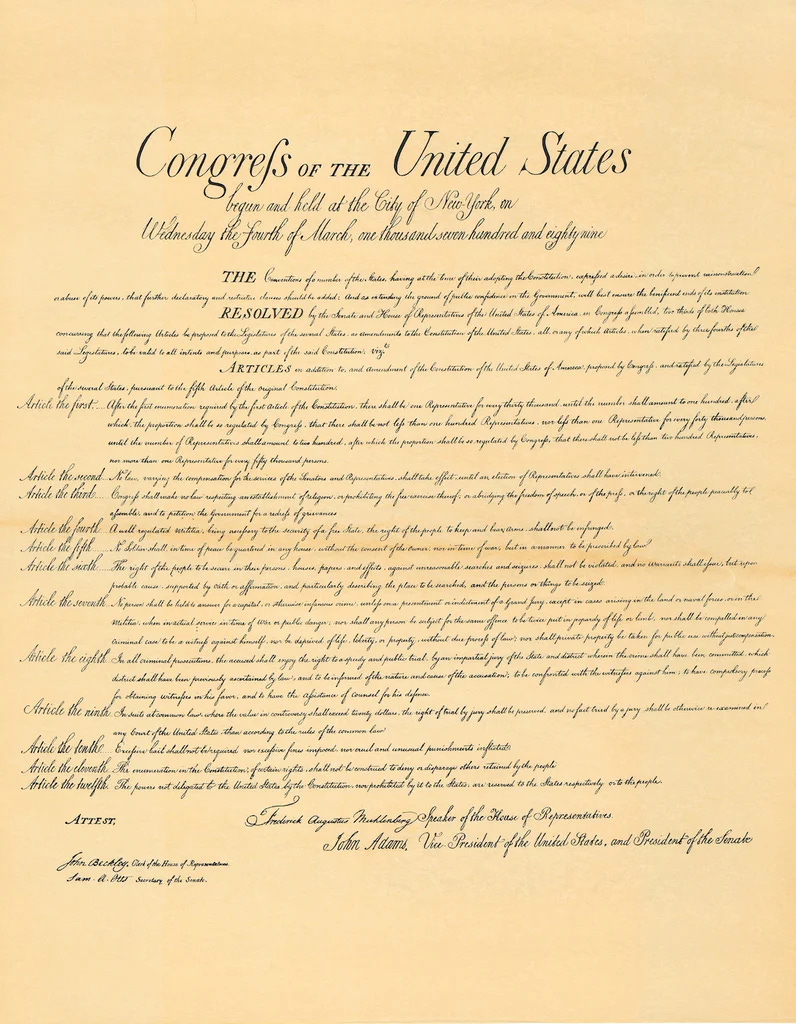 Congreſs OF THE United States
begun and held at the City of New-York, on
Wednesday the fourth of March, one thousand seven hundred and eighty nine
THE Conventions of a number of the States, having at the time of their adopting the Constitution, expreſsed a desire, in order to prevent misconstruction
or abuse of its powers, that further declaratory and restrictive clauses should be added: And as extending the ground of public confidence in the Government, will best ensure the beneficent ends of its institution
RESOLVED by the Senate and House of Representatives of the United States of America, in Congreſs aſsembled, two thirds of both Houses
concurring that the following Articles be proposed to the Legislatures of the several States, as amendments to the Constitution of the United States, all, or any of which Articles, when ratified by three fourths of the
said Legislatures, to be valid to all intents and purposes, as part of the said Constitution; vizt
ARTICLES in addition to, and Amendment of the Constitution of the United States of America, proposed by Congreſs, and ratified by the Legislatures
of the several States, pursuant to the fifth Article of the original Constitution.
Article the first... After the first enumeration required by the first Article of the Constitution, there shall be one Representative for every thirty thousand, until the number shall amount to one hundred, after
which, the proportion shall be so regulated by Congreſs, that there shall be not leſs than one hundred Representatives, nor leſs than one Representative for every forty thousand persons,
until the number of Representatives shall amount to two hundred, after which the proportion shall be so regulated by Congreſs, that there shall not be leſs than two hundred Representatives,
nor more than one Representative for every fifty thousand persons.
Article the second... No law, varying the compensation for the services of the Senators and Representatives, shall take effect, until an election of Representatives shall have intervened.
Article the third... Congreſs shall make no law respecting an establishment of religion, or prohibiting the free exercise thereof; or abridging the freedom of speech, or of the preſs, or the right of the people peaceably to
aſsemble, and to petition the Government for a redreſs of grievances
Article the fourth... A well regulated Militia, being neceſsary to the security of a free State, the right of the people to keep and bear Arms, shall not be infringed.
Article the fifth... No Soldier shall, in time of peace be quartered in any house, without the consent of the owner, nor in time of war, but in a manner to be prescribed by law
Article the sixth... The right of the people to be secure in their persons, houses, papers, and effects, against unreasonable searches and seizures, shall not be violated, and no warrants shall iſsue, but upon
probable cause, supported by oath or affirmation, and particularly describing the place to be searched, and the persons or things to be seized.
Article the seventh... No person shall be held to answer for a capital, or otherwise infamous crime, unleſs on a presentment or indictment of a Grand Jury, except in cases arising in the land or naval forces, or in the
Militia, when in actual service in time of War or public danger; nor shall any person be subject for the same offence to be twice put in jeopardy of life or limb, nor shall be compelled in any
criminal case to be a witneſs against himself, nor be deprived of life, liberty, or property, without due proceſs of law; nor shall private property be taken for public use, without just compensation.
Article the eighth... In all criminal prosecutions, the accused shall enjoy the right to a speedy and public trial, by an impartial jury of the State and district wherein the crime shall have been committed, which
district shall have been previously ascertained by law, and to be informed of the nature and cause of the accusation; to be confronted with the witneſses against him; to have compulsory proceſs
for obtaining witneſses in his favor, and to have the Aſsistance of counsel for his defence.
Article the ninth... In suits at common law, where the value in controversy shall exceed twenty dollars, the right of trial by jury shall be preserved, and no fact tried by a jury shall be otherwise re-examined in
any Court of the United States, than according to the rules of the common law
Article the tenth... Exceſsive bail shall not be required nor exceſsive fines imposed, nor cruel and unusual punishments inflicted.
Article the eleventh... The enumeration in the Constitution, of certain rights, shall not be construed to deny or disparage others retained by the people
Article the twelfth... The powers not delegated to the United States by the Constitution, nor prohibited by it to the States, are reserved to the States respectively or to the people.
ATTEST,
Frederick Augustus Muhlenberg Speaker of the House of Representatives.
John Adams, Vice-President of the United States, and President of the Senate
John Beckley, Clerk of the House of Representatives.
Sam. A. Otis Secretary of the Senate.